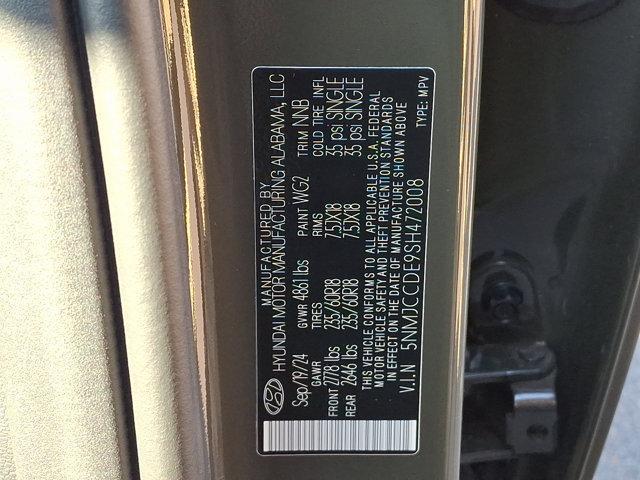 MANUFACTURED BY
HYUNDAI MOTOR MANUFACTURING ALABAMA, LLC
Sep/19/24 GVWR 4861 lbs PAINT WG2 TRIM NNB
GAWR TIRES RIMS COLD TIRE INFL
FRONT 2778 lbs 235/60R18 7.5JX18 35 psi SINGLE
REAR 2646 lbs 235/60R18 7.5JX18 35 psi SINGLE
THIS VEHICLE CONFORMS TO ALL APPLICABLE U.S.A. FEDERAL
MOTOR VEHICLE SAFETY AND THEFT PREVENTION STANDARDS
IN EFFECT ON THE DATE OF MANUFACTURE SHOWN ABOVE
V.I.N 5NMJCCDE9SH472008 TYPE: MPV